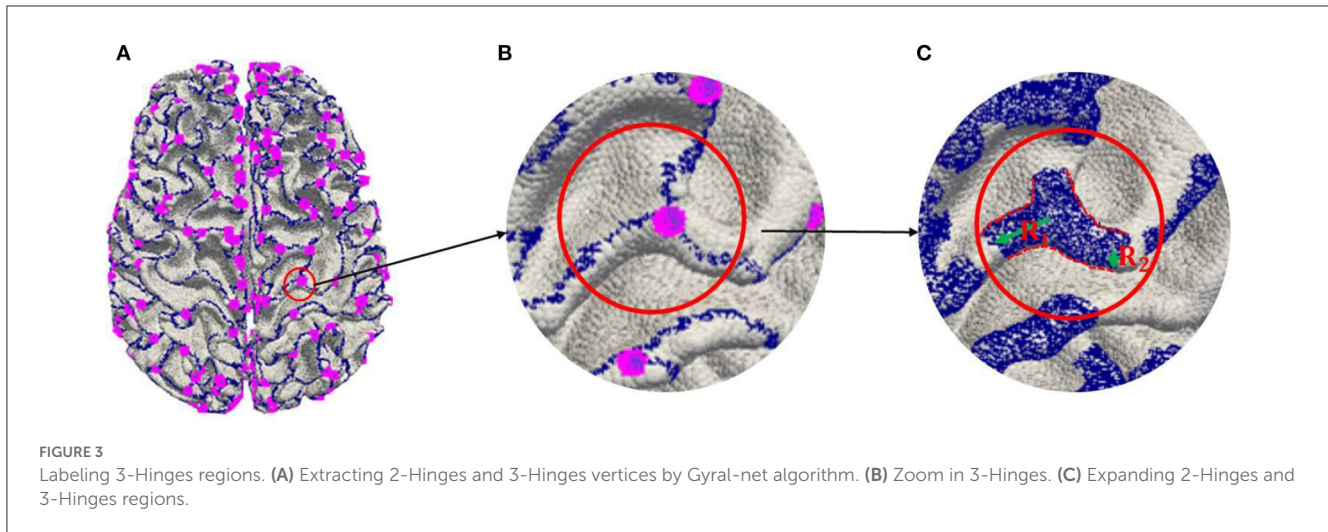 A
B
C
R1
R2
FIGURE 3
Labeling 3-Hinges regions. (A) Extracting 2-Hinges and 3-Hinges vertices by Gyral-net algorithm. (B) Zoom in 3-Hinges. (C) Expanding 2-Hinges and
3-Hinges regions.